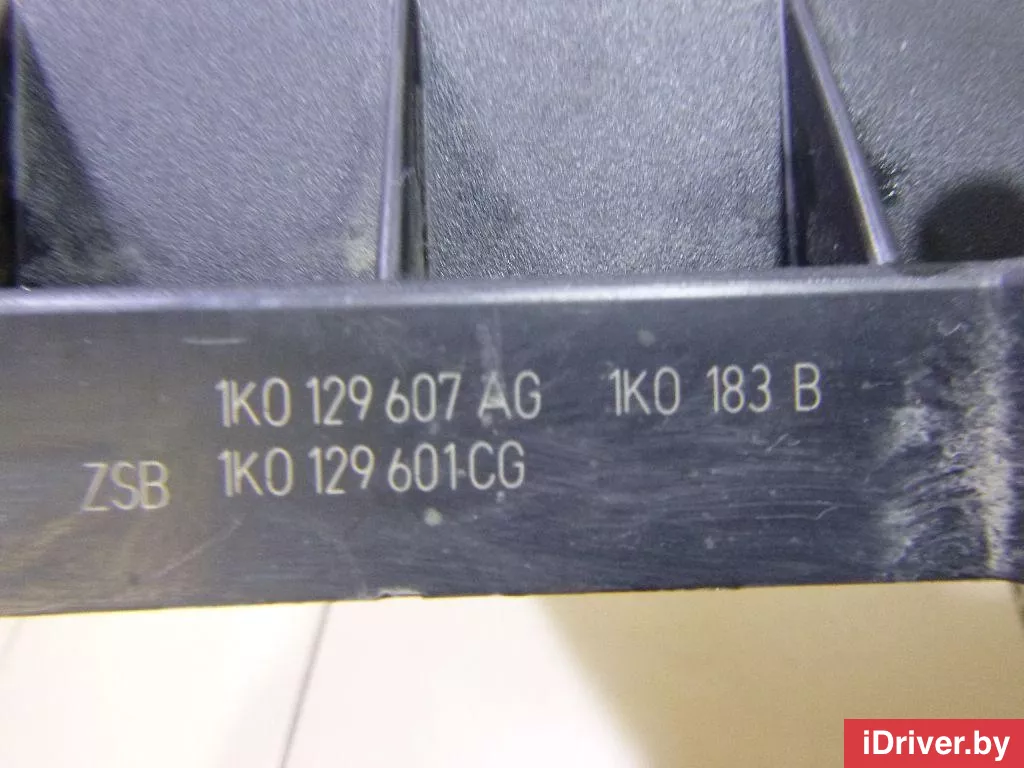 1K0 129 607 AG 1K0 183 B
ZSB 1K0 129 601 CG
iDriver.by